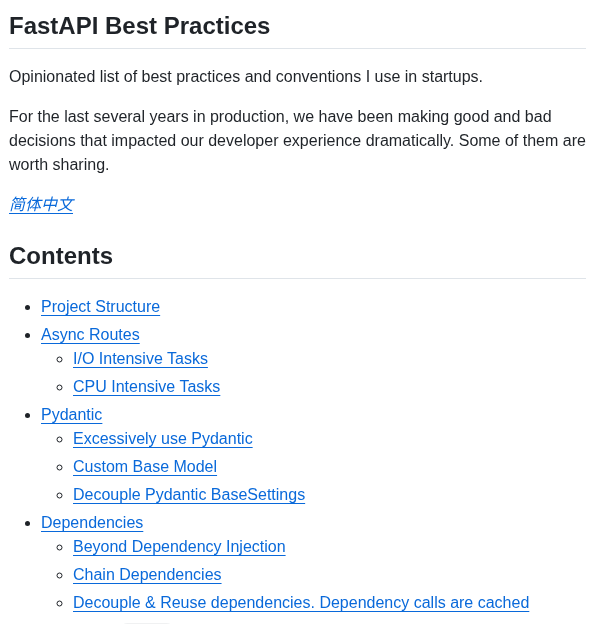 FastAPI Best Practices
Opinionated list of best practices and conventions I use in startups.
For the last several years in production, we have been making good and bad
decisions that impacted our developer experience dramatically. Some of them are
worth sharing.
简体中文
Contents
Project Structure
Async Routes
I/O Intensive Tasks
CPU Intensive Tasks
Pydantic
Excessively use Pydantic
Custom Base Model
Decouple Pydantic BaseSettings
Dependencies
Beyond Dependency Injection
Chain Dependencies
Decouple & Reuse dependencies. Dependency calls are cached